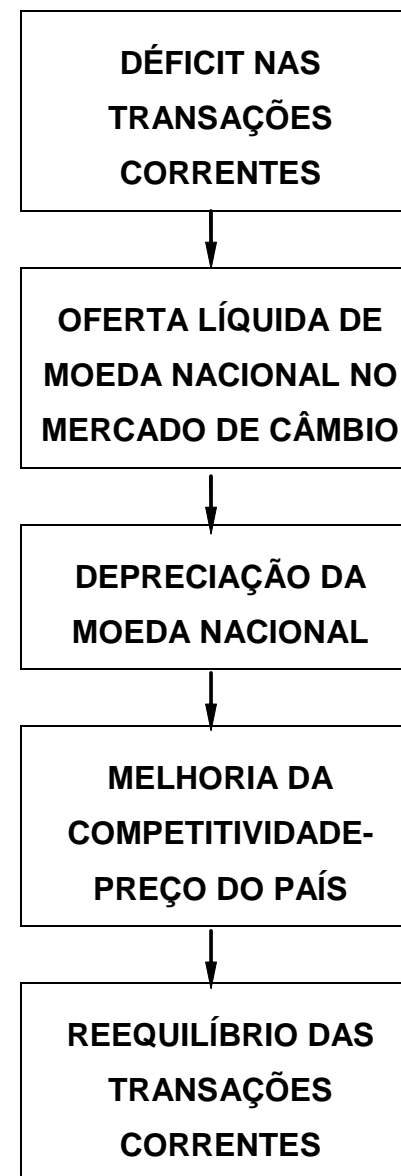 DÉFICIT NAS
TRANSAÇÕES
CORRENTES
OFERTA LÍQUIDA DE
MOEDA NACIONAL NO
MERCADO DE CÂMBIO
DEPRECIAÇÃO DA
MOEDA NACIONAL
MELHORIA DA
COMPETITIVIDADE-
PREÇO DO PAÍS
REEQUILÍBRIO DAS
TRANSAÇÕES
CORRENTES